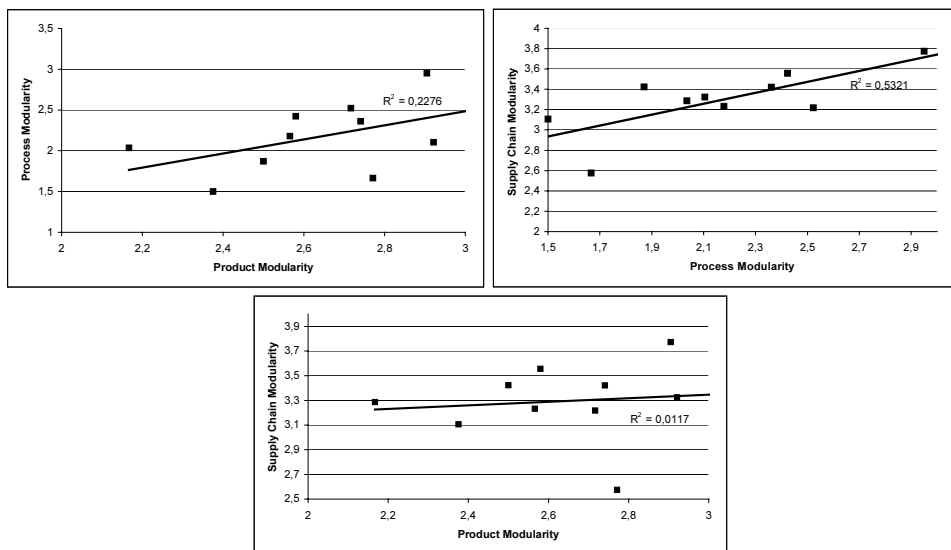 3,5
3
2,5
2
1,5
1
Process Modularity
R² = 0,2276
2 2,2 2,4 2,6 2,8 3
Product Modularity
4
3,8
3,6
3,4
3,2
3
2,8
2,6
2,4
2,2
2
Supply Chain Modularity
R² = 0,5321
1,5 1,7 1,9 2,1 2,3 2,5 2,7 2,9
Process Modularity
3,9
3,7
3,5
3,3
3,1
2,9
2,7
2,5
Supply Chain Modularity
R² = 0,0117
2 2,2 2,4 2,6 2,8 3
Product Modularity